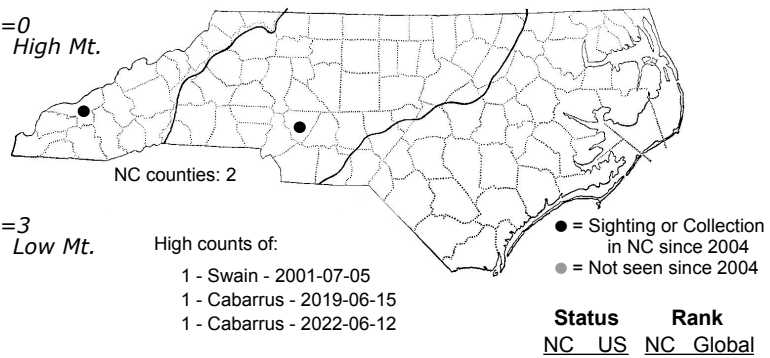 =0
High Mt.
NC counties: 2
=3
Low Mt.
High counts of:
1 - Swain - 2001-07-05
1 - Cabarrus - 2019-06-15
1 - Cabarrus - 2022-06-12
= Sighting or Collection
in NC since 2004
= Not seen since 2004
Status Rank
NC US NC Global